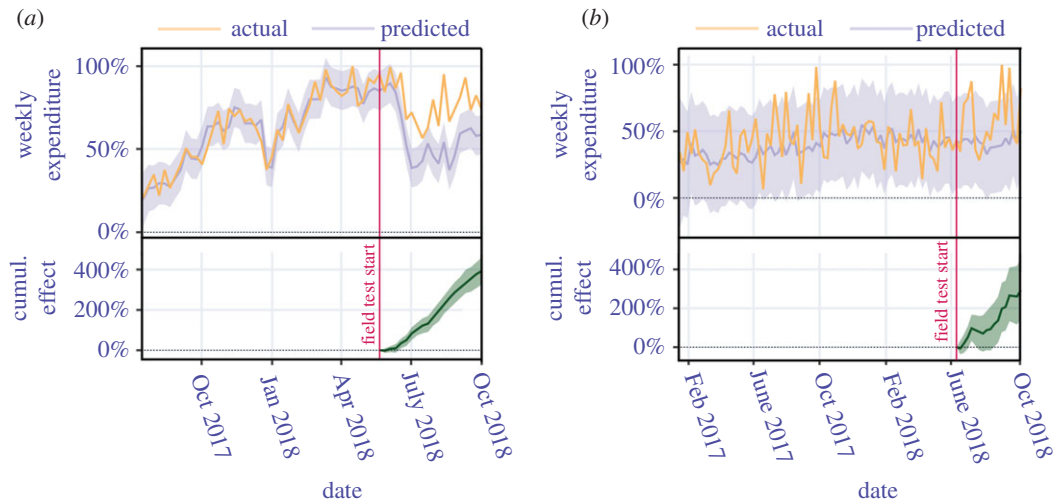 (a)
actual
predicted
weekly
expenditure
100%
50%
0%
cumul.
effect
400%
200%
0%
field test start
Oct 2017
Jan 2018
Apr 2018
July 2018
Oct 2018
date
(b)
actual
predicted
weekly
expenditure
100%
50%
0%
cumul.
effect
400%
200%
0%
field test start
Feb 2017
June 2017
Oct 2017
Feb 2018
June 2018
Oct 2018
date